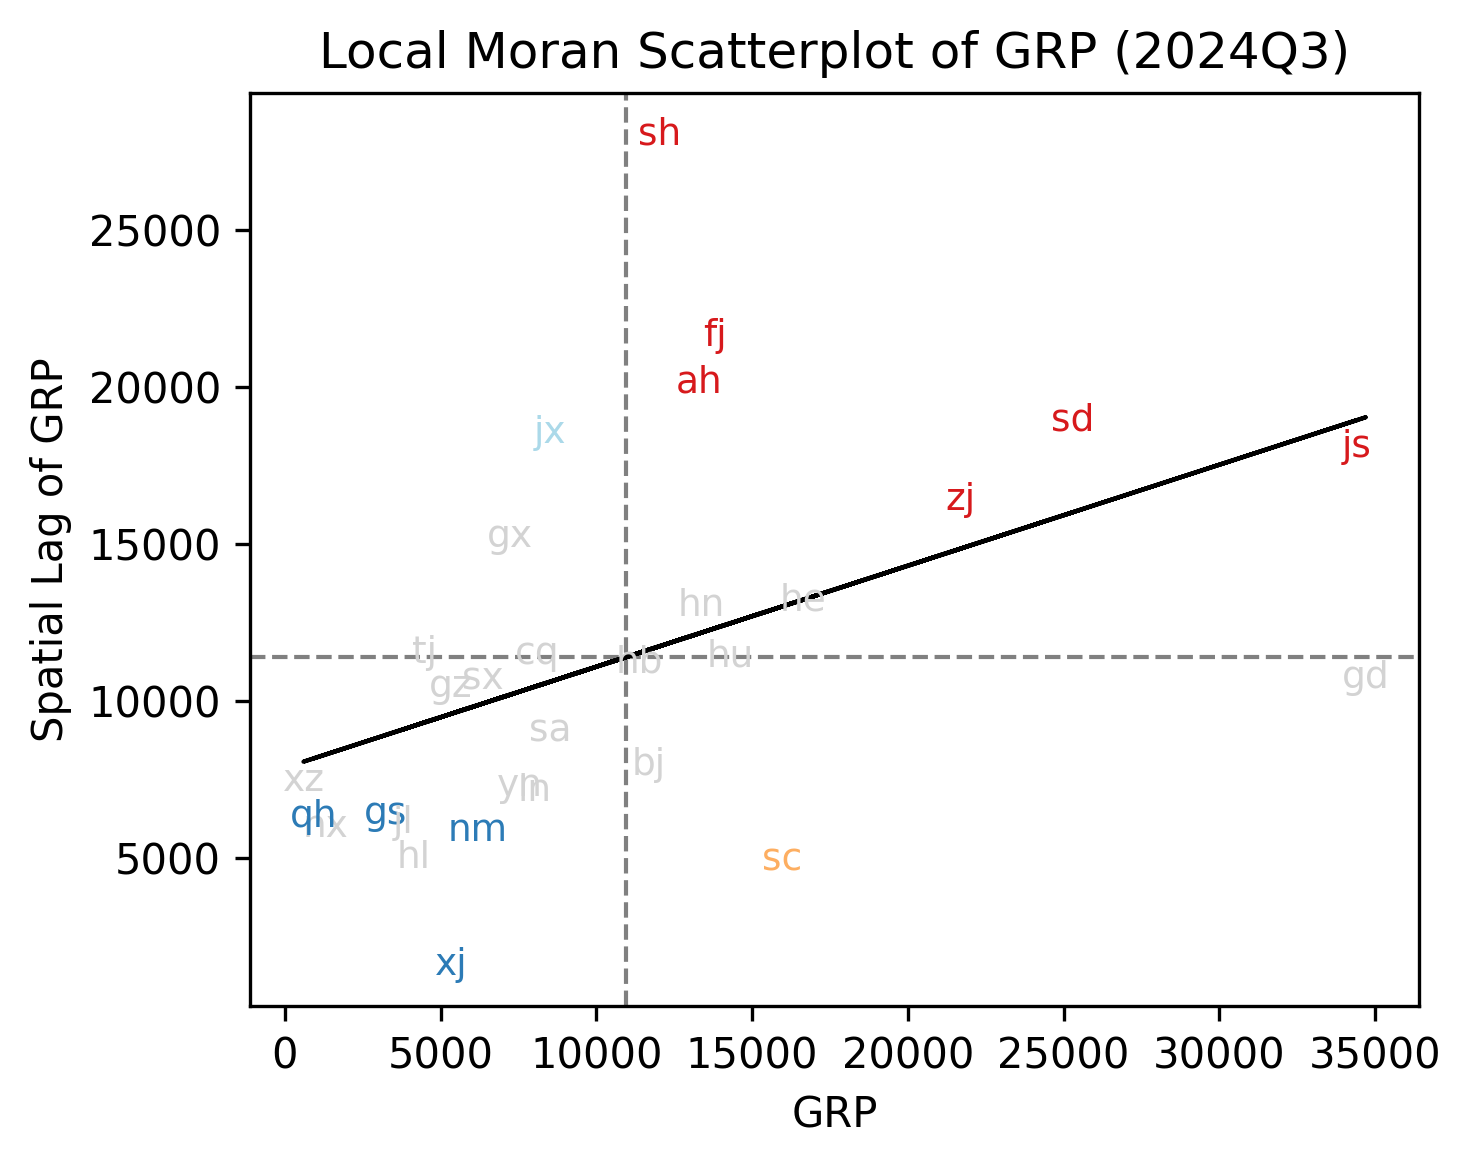 Local Moran Scatterplot of GRP (2024Q3)
sh
25000
fj
20000
ah
sd
jx
js
zj
gx
15000
he
hn
tj
cq
hb
hu
sx
gz
gd
10000
sa
bj
xz
yn
ln
qh
nx
gs
jl
nm
hl
sc
5000
xj
0
5000
10000
15000
20000
25000
30000
35000
GRP
Spatial Lag of GRP